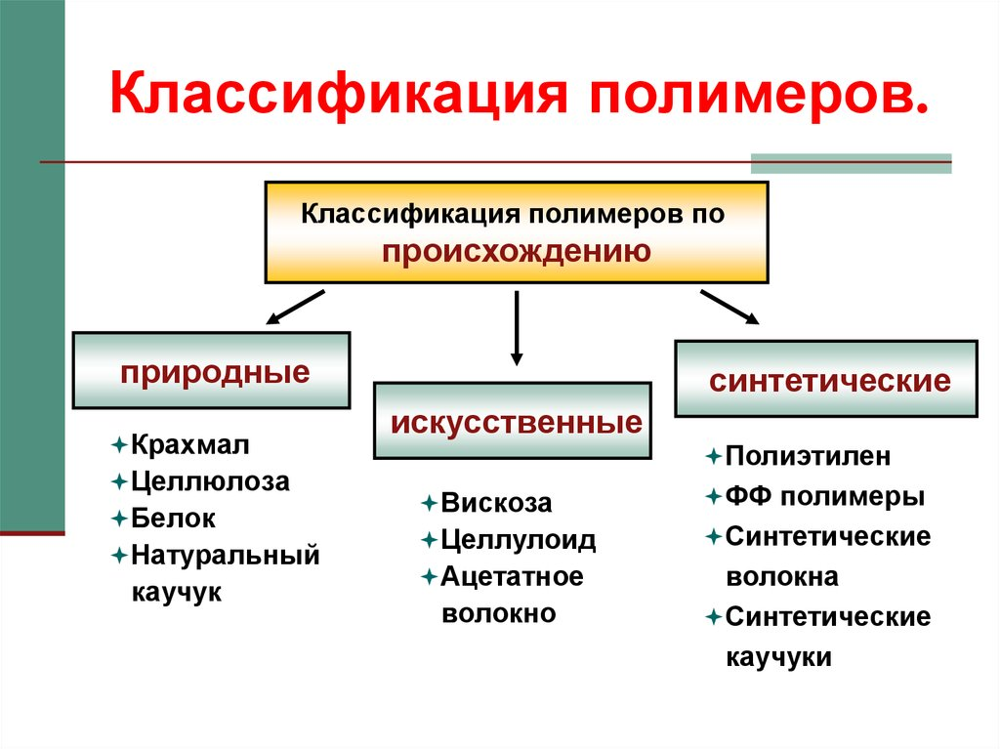 Классификация полимеров.
Классификация полимеров по
происхождению
природные
Крахмал
Целлюлоза
Белок
Натуральный
каучук
искусственные
Вискоза
Целлулоид
Ацетатное
волокно
синтетические
Полиэтилен
ФФ полимеры
Синтетические
волокна
Синтетические
каучуки